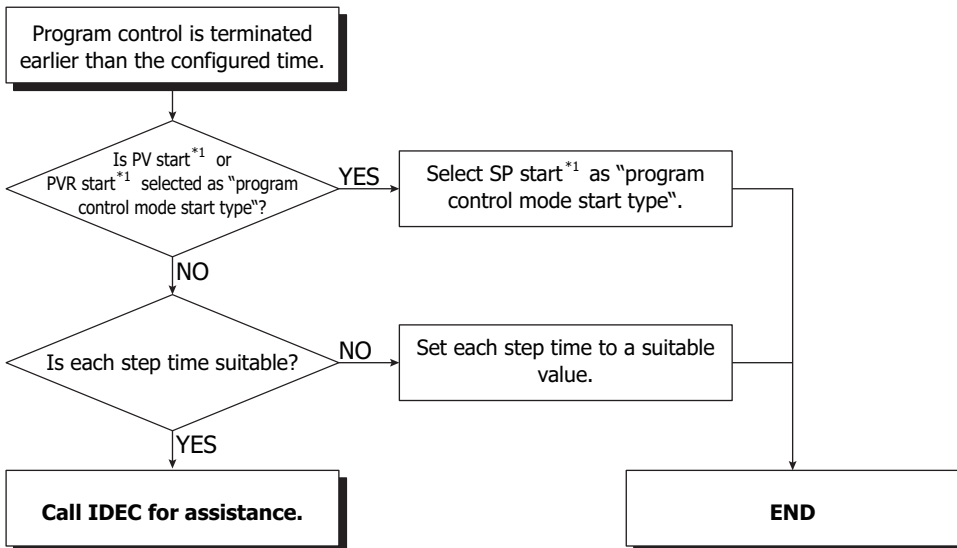 Program control is terminated
earlier than the configured time.
Is PV start*1 or
PVR start*1 selected as "program
control mode start type"?
YES
Select SP start*1 as "program
control mode start type".
NO
Is each step time suitable?
NO
Set each step time to a suitable
value.
YES
Call IDEC for assistance.
END